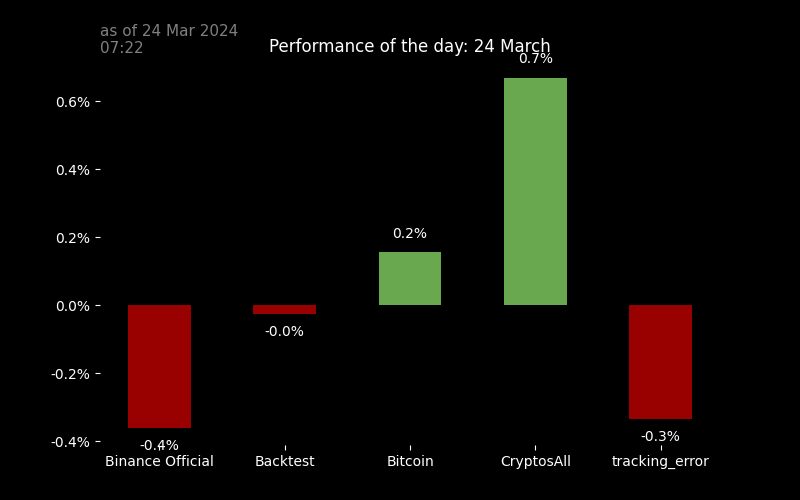 as of 24 Mar 2024
07:22
Performance of the day: 24 March
0.7%
0.6%
0.4%
0.2%
0.2%
0.0%
-0.0%
-0.2%
-0.4%
-0.4%
-0.3%
Binance Official
Backtest
Bitcoin
CryptosAll
tracking_error